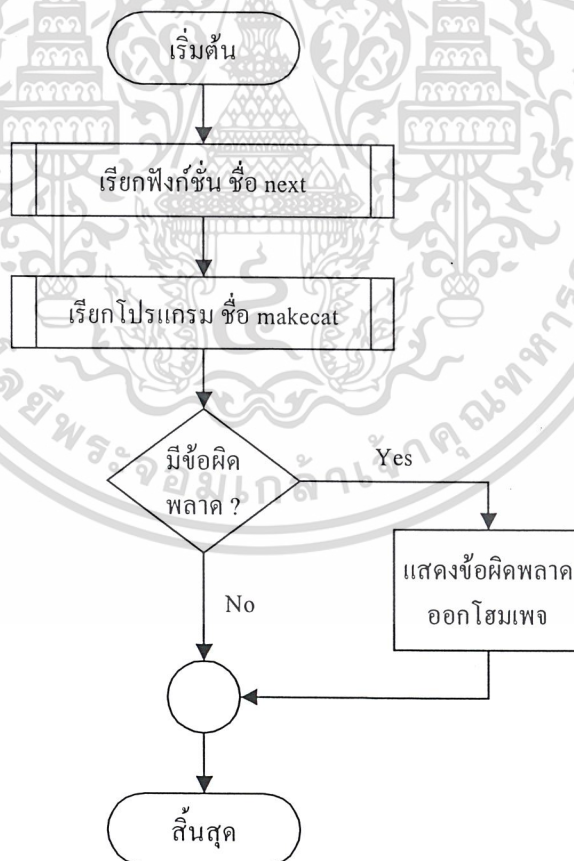 เริ่มต้น
เรียกฟังก์ชั่น ชื่อ next
เรียกโปรแกรม ชื่อ makecat
มีข้อผิด
พลาด ?
Yes
แสดงข้อผิดพลาด
ออกโฮมเพจ
No
สิ้นสุด